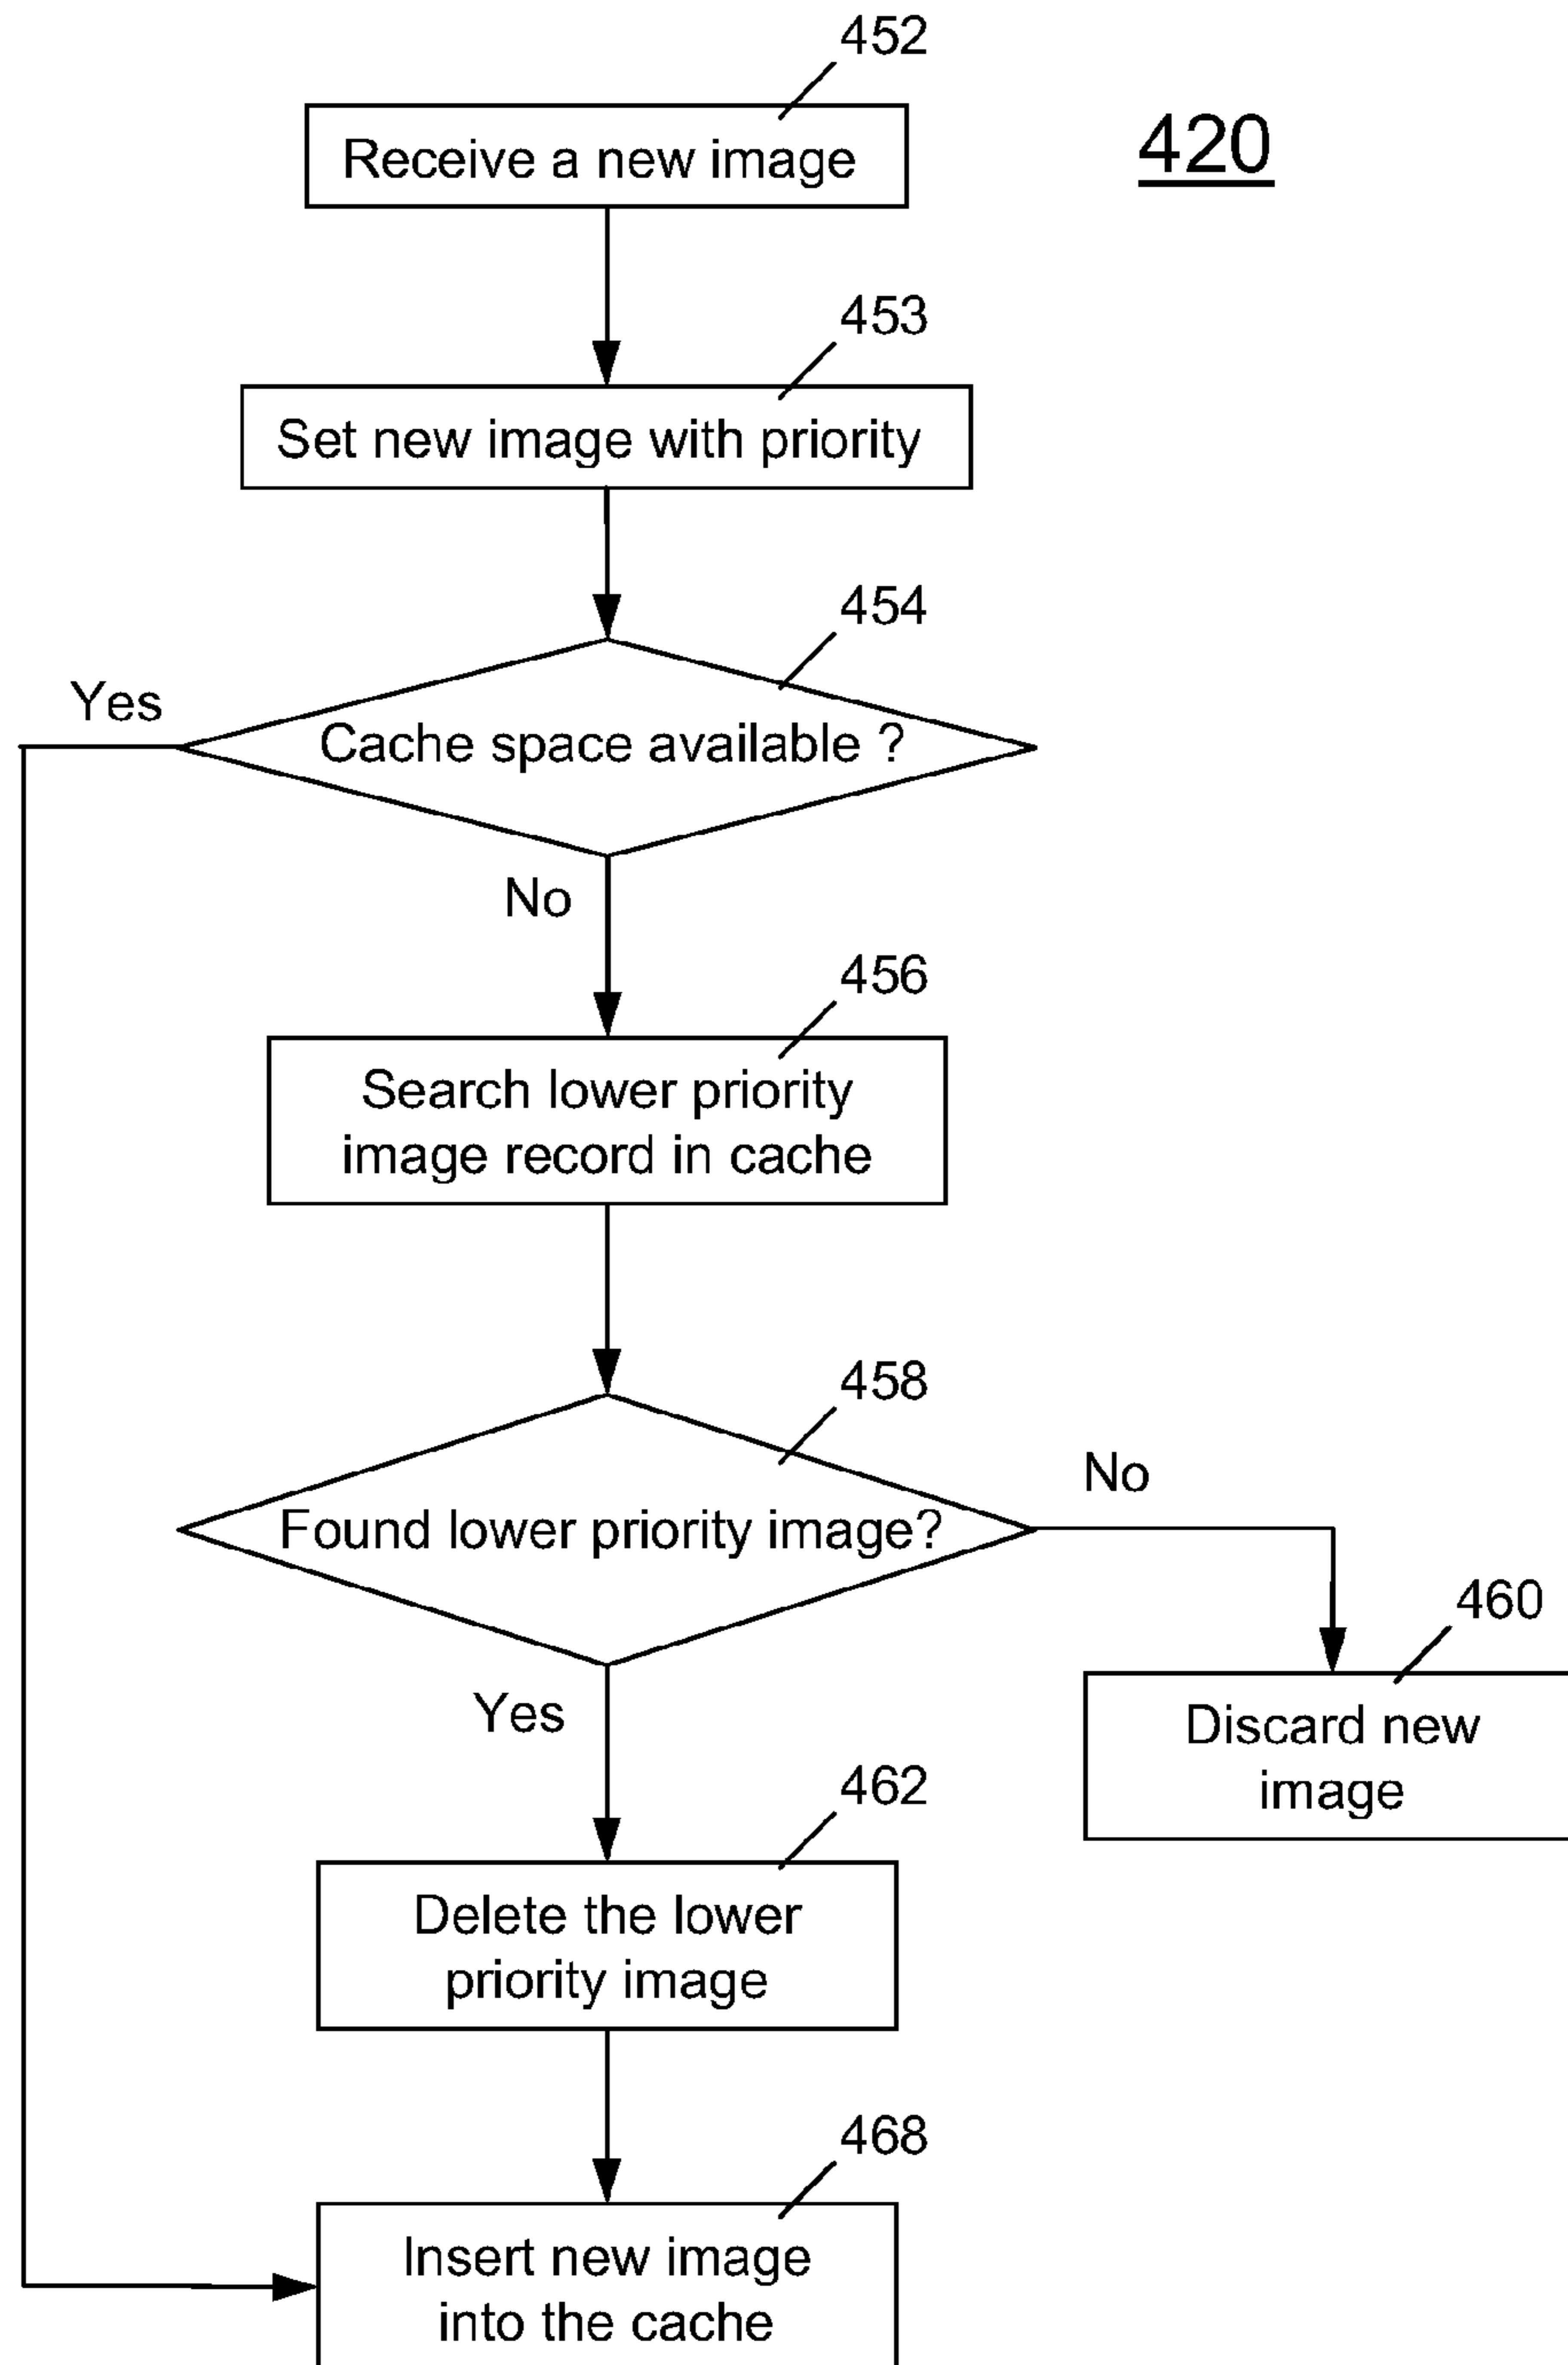 452
Receive a new image
420
453
Set new image with priority
454
Yes
Cache space available ?
No
456
Search lower priority
image record in cache
458
No
Found lower priority image?
460
Yes
Discard new
image
462
Delete the lower
priority image
468
Insert new image
into the cache